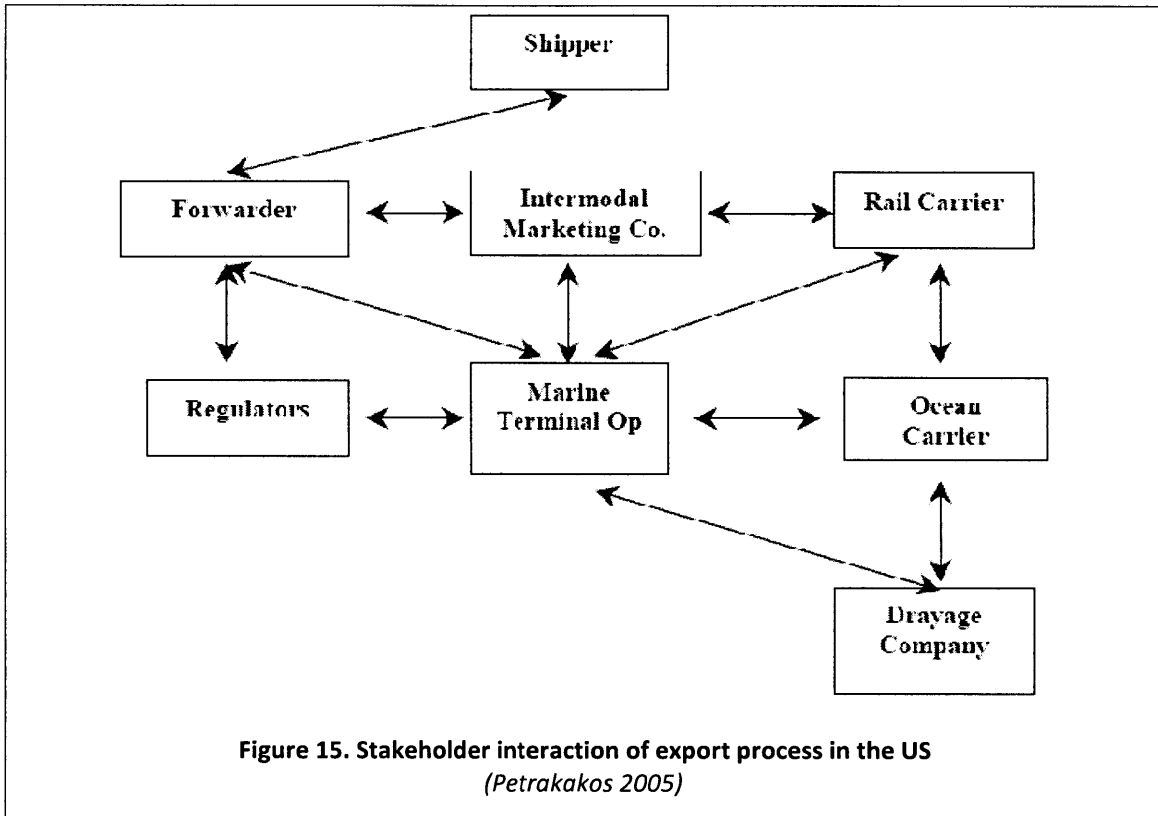 Shipper
Forwarder
Intermodal
Marketing Co.
Rail Carrier
Regulators
Marine
Terminal Op
Ocean
Carrier
Drayage
Company
Figure 15. Stakeholder interaction of export process in the US
(Petrakakos 2005)